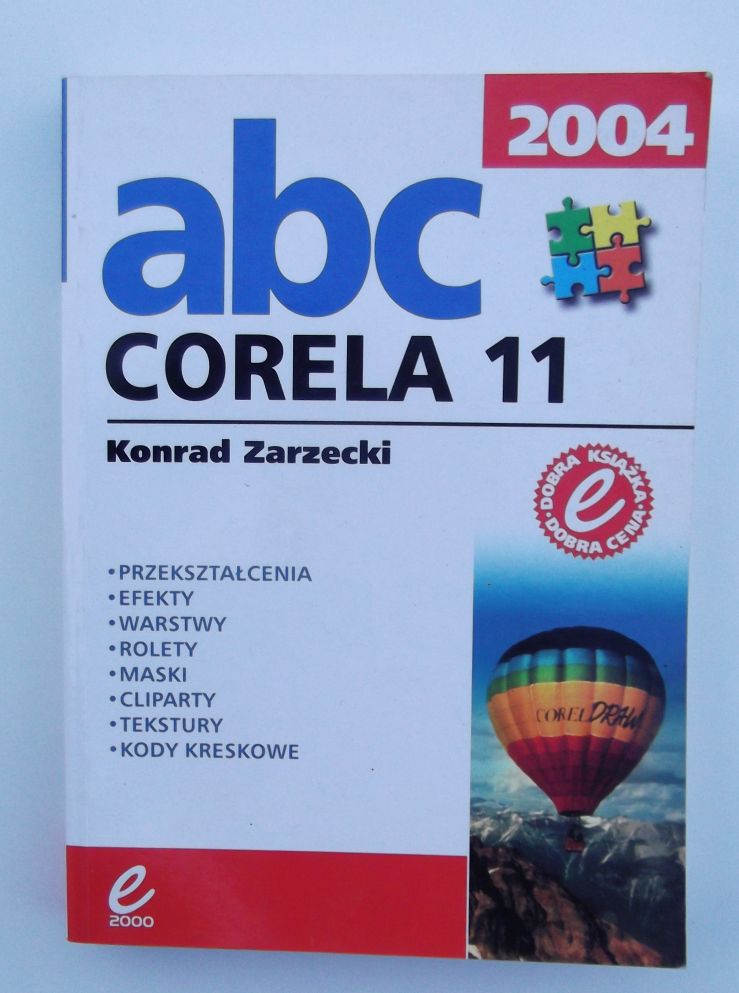 2004
abc
CORELA 11
Konrad Zarzecki
DOBRA KSIĄŻKA
• DOBRA CENA •
e
•PRZEKSZTAŁCENIA
•EFEKTY
•WARSTWY
•ROLETY
•MASKI
•CLIPARTY
•TEKSTURY
•KODY KRESKOWE
COREL DRAW
e
2000